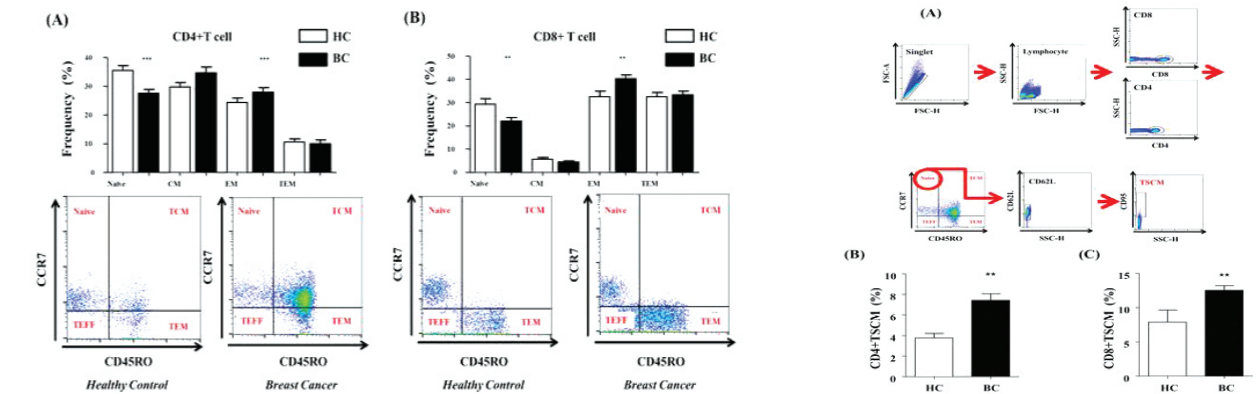 (A)
CD4+T cell
HC
BC
Frequency (%)
40
30
20
10
0
***
***
Naive
CM
EM
TEM
(B)
CD8+ T cell
HC
BC
Frequency (%)
40
30
20
10
0
**
**
Naive
CM
EM
TEM
CCR7
Naive
TCM
TEFF
TEM
CD45RO
Healthy Control
CCR7
Naive
TCM
TEFF
TEM
CD45RO
Breast Cancer
CCR7
Naive
TCM
TEFF
TEM
CD45RO
Healthy Control
CCR7
Naive
TCM
TEFF
TEM
CD45RO
Breast Cancer
(A)
Singlet
FSC-A
FSC-H
Lymphocyte
SSC-H
FSC-H
CD8
SSC-H
CD8
CD4
SSC-H
CD4
Naive
TCM
TEFF
TEM
CCR7
CD45RO
CD62L
CD62L
SSC-H
TSCM
CD95
SSC-H
(B)
CD4+TSCM (%)
10
8
6
4
2
0
**
HC
BC
(C)
CD8+TSCM (%)
15
10
5
0
**
HC
BC